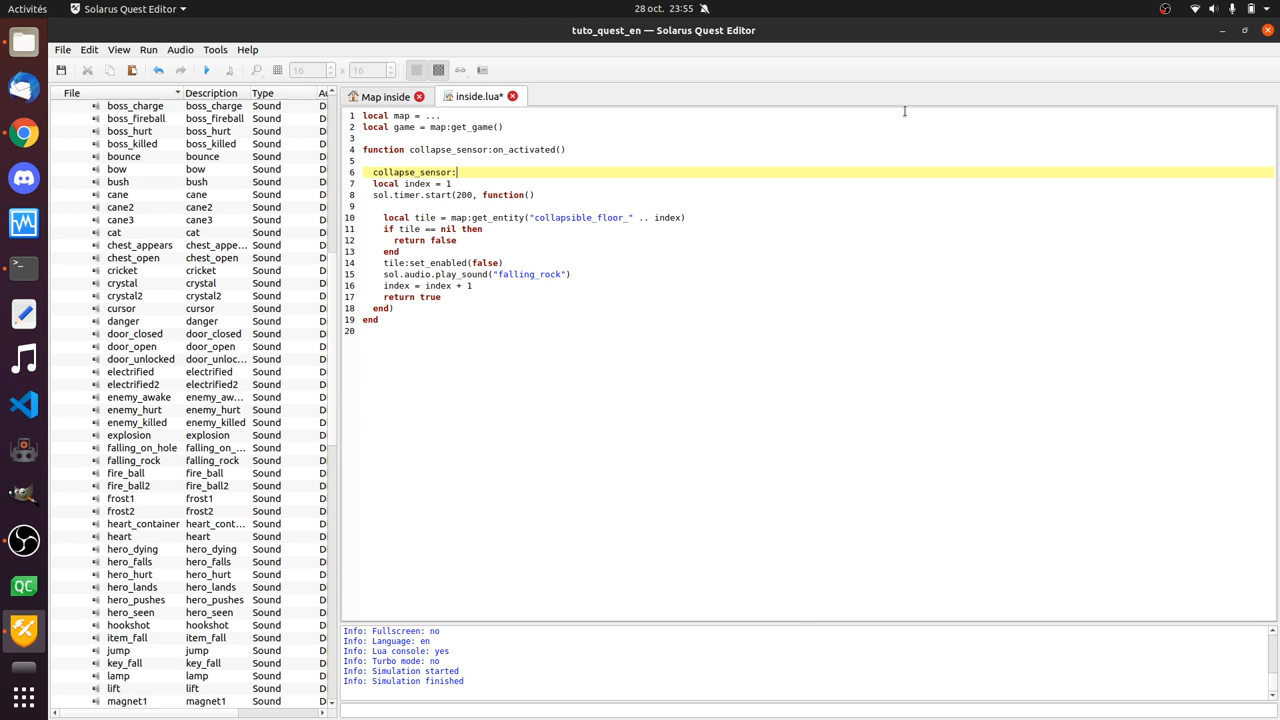 Activités
Solarus Quest Editor
28 oct. 23:55
tuto_quest_en — Solarus Quest Editor
File Edit View Run Audio Tools Help
16 x 16
File Description Type Au
boss_charge boss_charge Sound D
boss_fireball boss_fireball Sound D
boss_hurt boss_hurt Sound D
boss_killed boss_killed Sound D
bounce bounce Sound D
bow bow Sound D
bush bush Sound D
cane cane Sound D
cane2 cane2 Sound D
cane3 cane3 Sound D
cat cat Sound D
chest_appears chest_appe... Sound D
chest_open chest_open Sound D
cricket cricket Sound D
crystal crystal Sound D
crystal2 crystal2 Sound D
cursor cursor Sound D
danger danger Sound D
door_closed door_closed Sound D
door_open door_open Sound D
door_unlocked door_unloc... Sound D
electrified electrified Sound D
electrified2 electrified2 Sound D
enemy_awake enemy_aw... Sound D
enemy_hurt enemy_hurt Sound D
enemy_killed enemy_killed Sound D
explosion explosion Sound D
falling_on_hole falling_on_... Sound D
falling_rock falling_rock Sound D
fire_ball fire_ball Sound D
fire_ball2 fire_ball2 Sound D
frost1 frost1 Sound D
frost2 frost2 Sound D
heart_container heart_cont... Sound D
heart heart Sound D
hero_dying hero_dying Sound D
hero_falls hero_falls Sound D
hero_hurt hero_hurt Sound D
hero_lands hero_lands Sound D
hero_pushes hero_pushes Sound D
hero_seen hero_seen Sound D
hookshot hookshot Sound D
item_fall item_fall Sound D
jump jump Sound D
key_fall key_fall Sound D
lamp lamp Sound D
lift lift Sound D
magnet1 magnet1 Sound D
Map inside
inside.lua*
1 local map = ...
2 local game = map:get_game()
3
4 function collapse_sensor:on_activated()
5
6 collapse_sensor:
7 local index = 1
8 sol.timer.start(200, function()
9
10 local tile = map:get_entity("collapsible_floor_" .. index)
11 if tile == nil then
12 return false
13 end
14 tile:set_enabled(false)
15 sol.audio.play_sound("falling_rock")
16 index = index + 1
17 return true
18 end)
19 end
20
Info: Fullscreen: no
Info: Language: en
Info: Lua console: yes
Info: Turbo mode: no
Info: Simulation started
Info: Simulation finished
QC